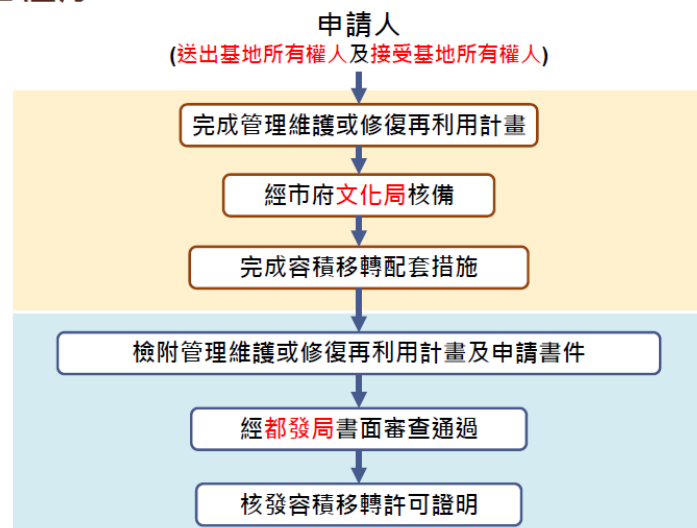 申請人
(送出基地所有權人及接受基地所有權人)
完成管理維護或修復再利用計畫
經市府文化局核備
完成容積移轉配套措施
檢附管理維護或修復再利用計畫及申請書件
經都發局書面審查通過
核發容積移轉許可證明